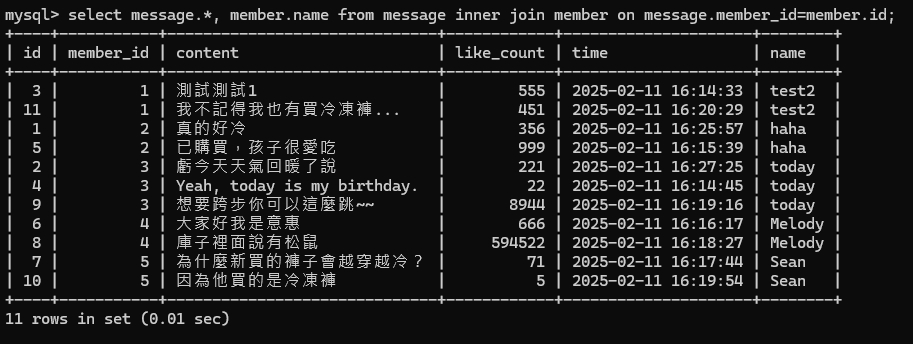 mysql> select message.*, member.name from message inner join member on message.member_id=member.id;
+----+-----------+----------------------------+------------+---------------------+--------+
| id | member_id | content                    | like_count | time                | name   |
+----+-----------+----------------------------+------------+---------------------+--------+
|  3 |         1 | 測試測試1                  |        555 | 2025-02-11 16:14:33 | test2  |
| 11 |         1 | 我不記得我也有買冷凍褲...  |        451 | 2025-02-11 16:20:29 | test2  |
|  1 |         2 | 真的好冷                   |        356 | 2025-02-11 16:25:57 | haha   |
|  5 |         2 | 已購買，孩子很愛吃         |        999 | 2025-02-11 16:15:39 | haha   |
|  2 |         3 | 虧今天天氣回暖了說         |        221 | 2025-02-11 16:27:25 | today  |
|  4 |         3 | Yeah, today is my birthday. |         22 | 2025-02-11 16:14:45 | today  |
|  9 |         3 | 想要跨步你可以這麼跳~~     |       8944 | 2025-02-11 16:19:16 | today  |
|  6 |         4 | 大家好我是意惠             |        666 | 2025-02-11 16:16:17 | Melody |
|  8 |         4 | 庫子裡面說有松鼠           |     594522 | 2025-02-11 16:18:27 | Melody |
|  7 |         5 | 為什麼新買的褲子會越穿越冷？ |         71 | 2025-02-11 16:17:44 | Sean   |
| 10 |         5 | 因為他買的是冷凍褲         |          5 | 2025-02-11 16:19:54 | Sean   |
+----+-----------+----------------------------+------------+---------------------+--------+
11 rows in set (0.01 sec)